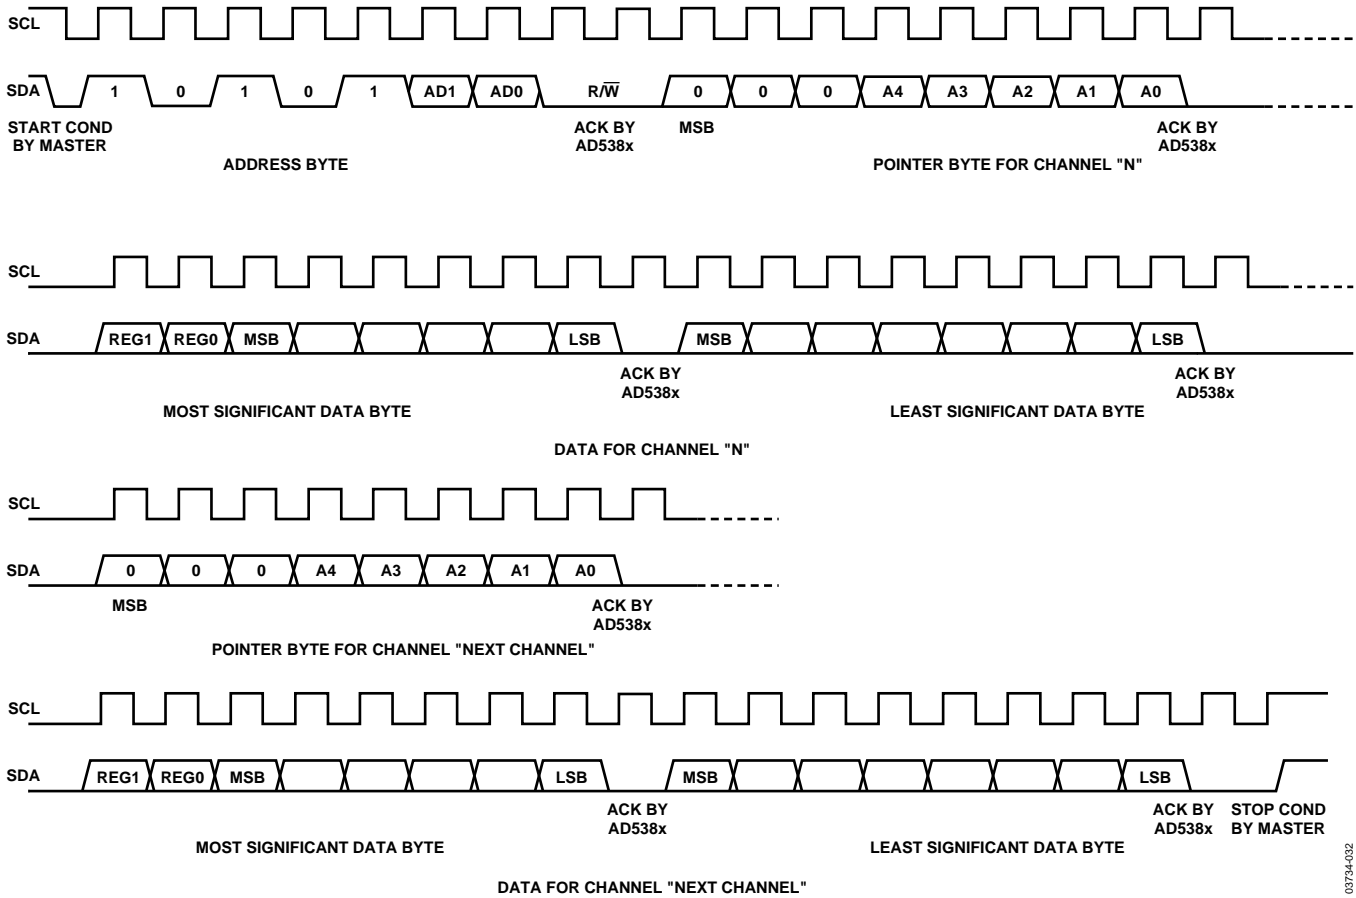 SCL
SDA 1 0 1 0 1 AD1 AD0 R/W̅ 0 0 0 A4 A3 A2 A1 A0
START COND BY MASTER
ACK BY AD538x
MSB
ACK BY AD538x
ADDRESS BYTE
POINTER BYTE FOR CHANNEL "N"
SCL
SDA REG1 REG0 MSB LSB MSB LSB
ACK BY AD538x
ACK BY AD538x
MOST SIGNIFICANT DATA BYTE
LEAST SIGNIFICANT DATA BYTE
DATA FOR CHANNEL "N"
SCL
SDA 0 0 0 A4 A3 A2 A1 A0
MSB
ACK BY AD538x
POINTER BYTE FOR CHANNEL "NEXT CHANNEL"
SCL
SDA REG1 REG0 MSB LSB MSB LSB
ACK BY AD538x
ACK BY AD538x
STOP COND BY MASTER
MOST SIGNIFICANT DATA BYTE
LEAST SIGNIFICANT DATA BYTE
DATA FOR CHANNEL "NEXT CHANNEL"
03734-032